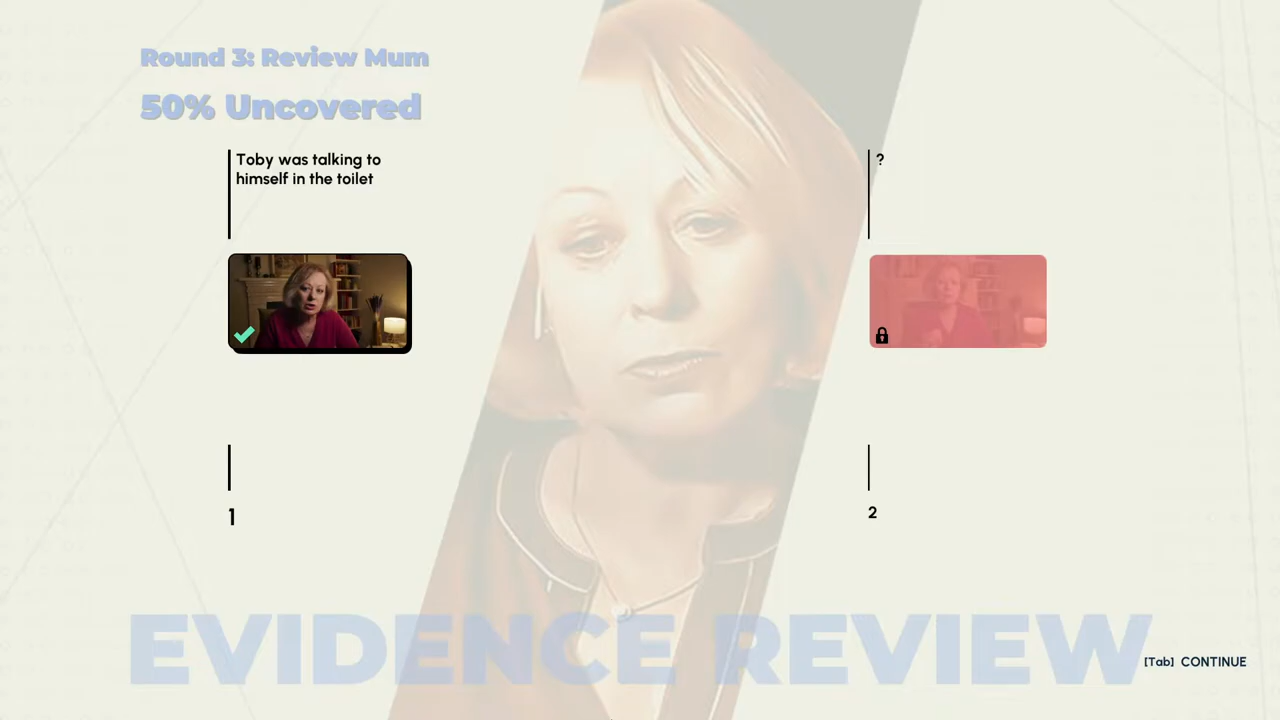 Round 3: Review Mum
50% Uncovered
Toby was talking to
himself in the toilet
?
1
2
EVIDENCE REVIEW
[Tab] CONTINUE